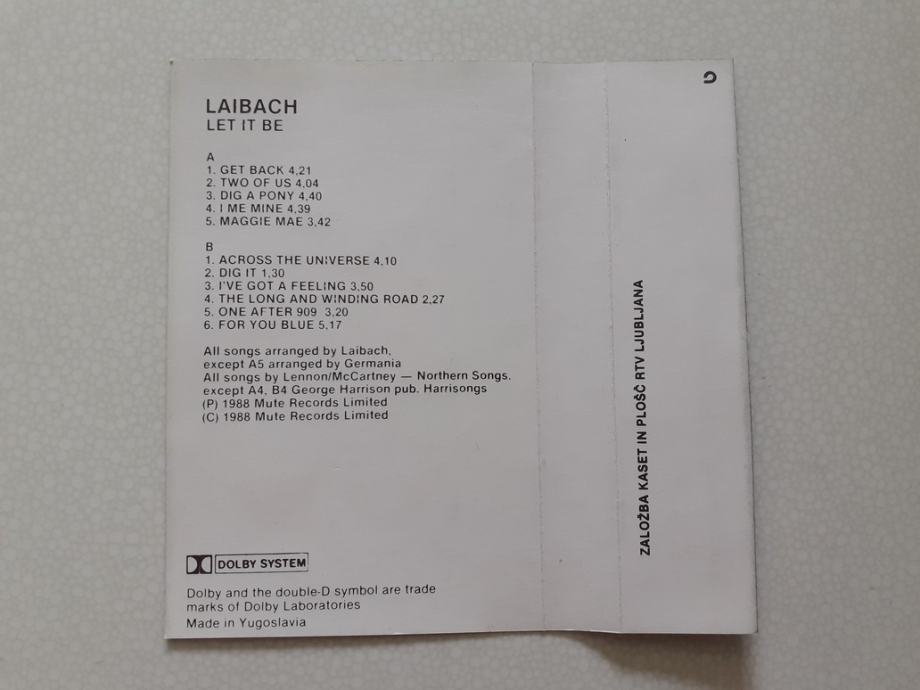 LAIBACH
LET IT BE
A
1. GET BACK 4,21
2. TWO OF US 4,04
3. DIG A PONY 4,40
4. I ME MINE 4,39
5. MAGGIE MAE 3,42
B
1. ACROSS THE UNIVERSE 4,10
2. DIG IT 1,30
3. I'VE GOT A FEELING 3,50
4. THE LONG AND WINDING ROAD 2,27
5. ONE AFTER 909 3,20
6. FOR YOU BLUE 5,17
All songs arranged by Laibach,
except A5 arranged by Germania
All songs by Lennon/McCartney — Northern Songs.
except A4, B4 George Harrison pub. Harrisongs
(P) 1988 Mute Records Limited
(C) 1988 Mute Records Limited
DOLBY SYSTEM
Dolby and the double-D symbol are trade
marks of Dolby Laboratories
Made in Yugoslavia
ZALOŽBA KASET IN PLOŠČ RTV LJUBLJANA